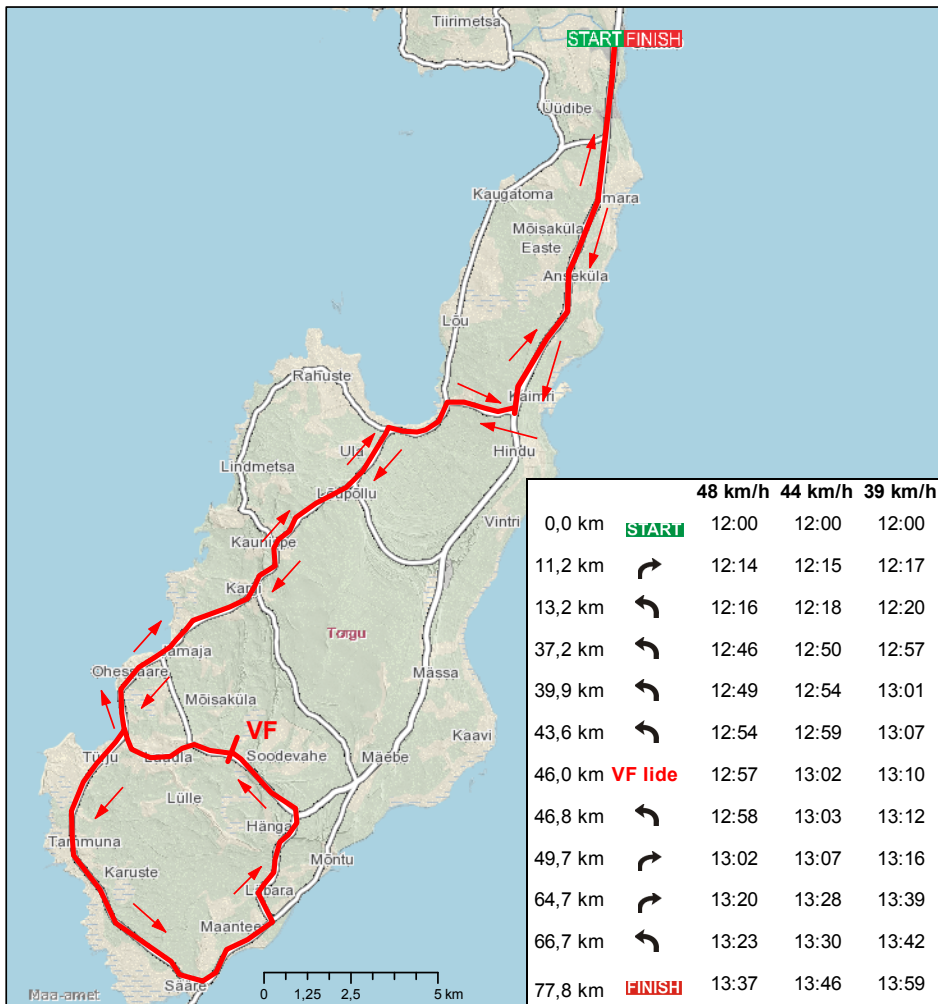 Tiirimetsa
START FINISH
Üüdibe
Kaugatoma
Mõisaküla
Easte
Anseküla
Lõu
Rahuste
Kaimri
Ula
Hindu
Lindmetsa
Lõupõllu
Vintri
Kaunispe
Kargi
Torgu
Jämaja
Ohessaare
Mässa
Mõisaküla
VF
Kaavi
Türju
Laadla
Soodevahe
Mäebe
Lülle
Hänga
Tammuna
Mõntu
Karuste
Läbara
Maantee
Sääre
Maa-amet
0 1,25 2,5 5 km
48 km/h 44 km/h 39 km/h
0,0 km START 12:00 12:00 12:00
11,2 km 12:14 12:15 12:17
13,2 km 12:16 12:18 12:20
37,2 km 12:46 12:50 12:57
39,9 km 12:49 12:54 13:01
43,6 km 12:54 12:59 13:07
46,0 km VF lide 12:57 13:02 13:10
46,8 km 12:58 13:03 13:12
49,7 km 13:02 13:07 13:16
64,7 km 13:20 13:28 13:39
66,7 km 13:23 13:30 13:42
77,8 km FINISH 13:37 13:46 13:59